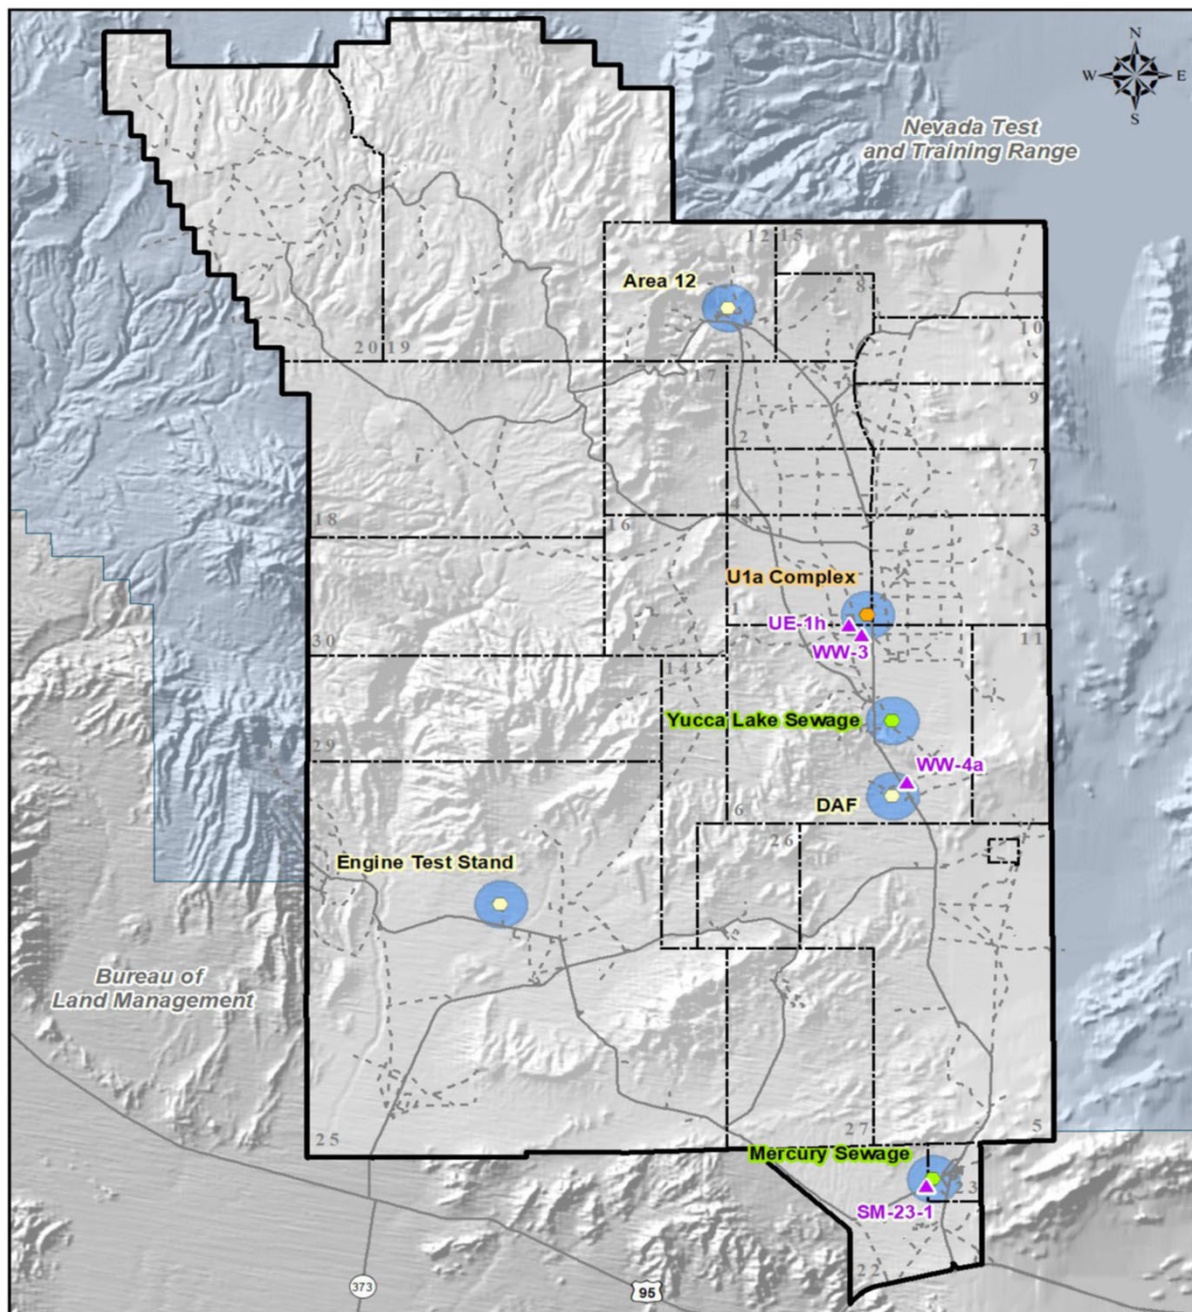 N
W E
S
Nevada Test
and Training Range
12 15
Area 12
8
10
20 19
17
9
2
7
4
18
16
3
U1a Complex
1
UE-1h
11
WW-3
30
14
Yucca Lake Sewage
29
WW-4a
DAF
6
26
Engine Test Stand
Bureau of
Land Management
25
27
5
Mercury Sewage
23
SM-23-1
22
373
95